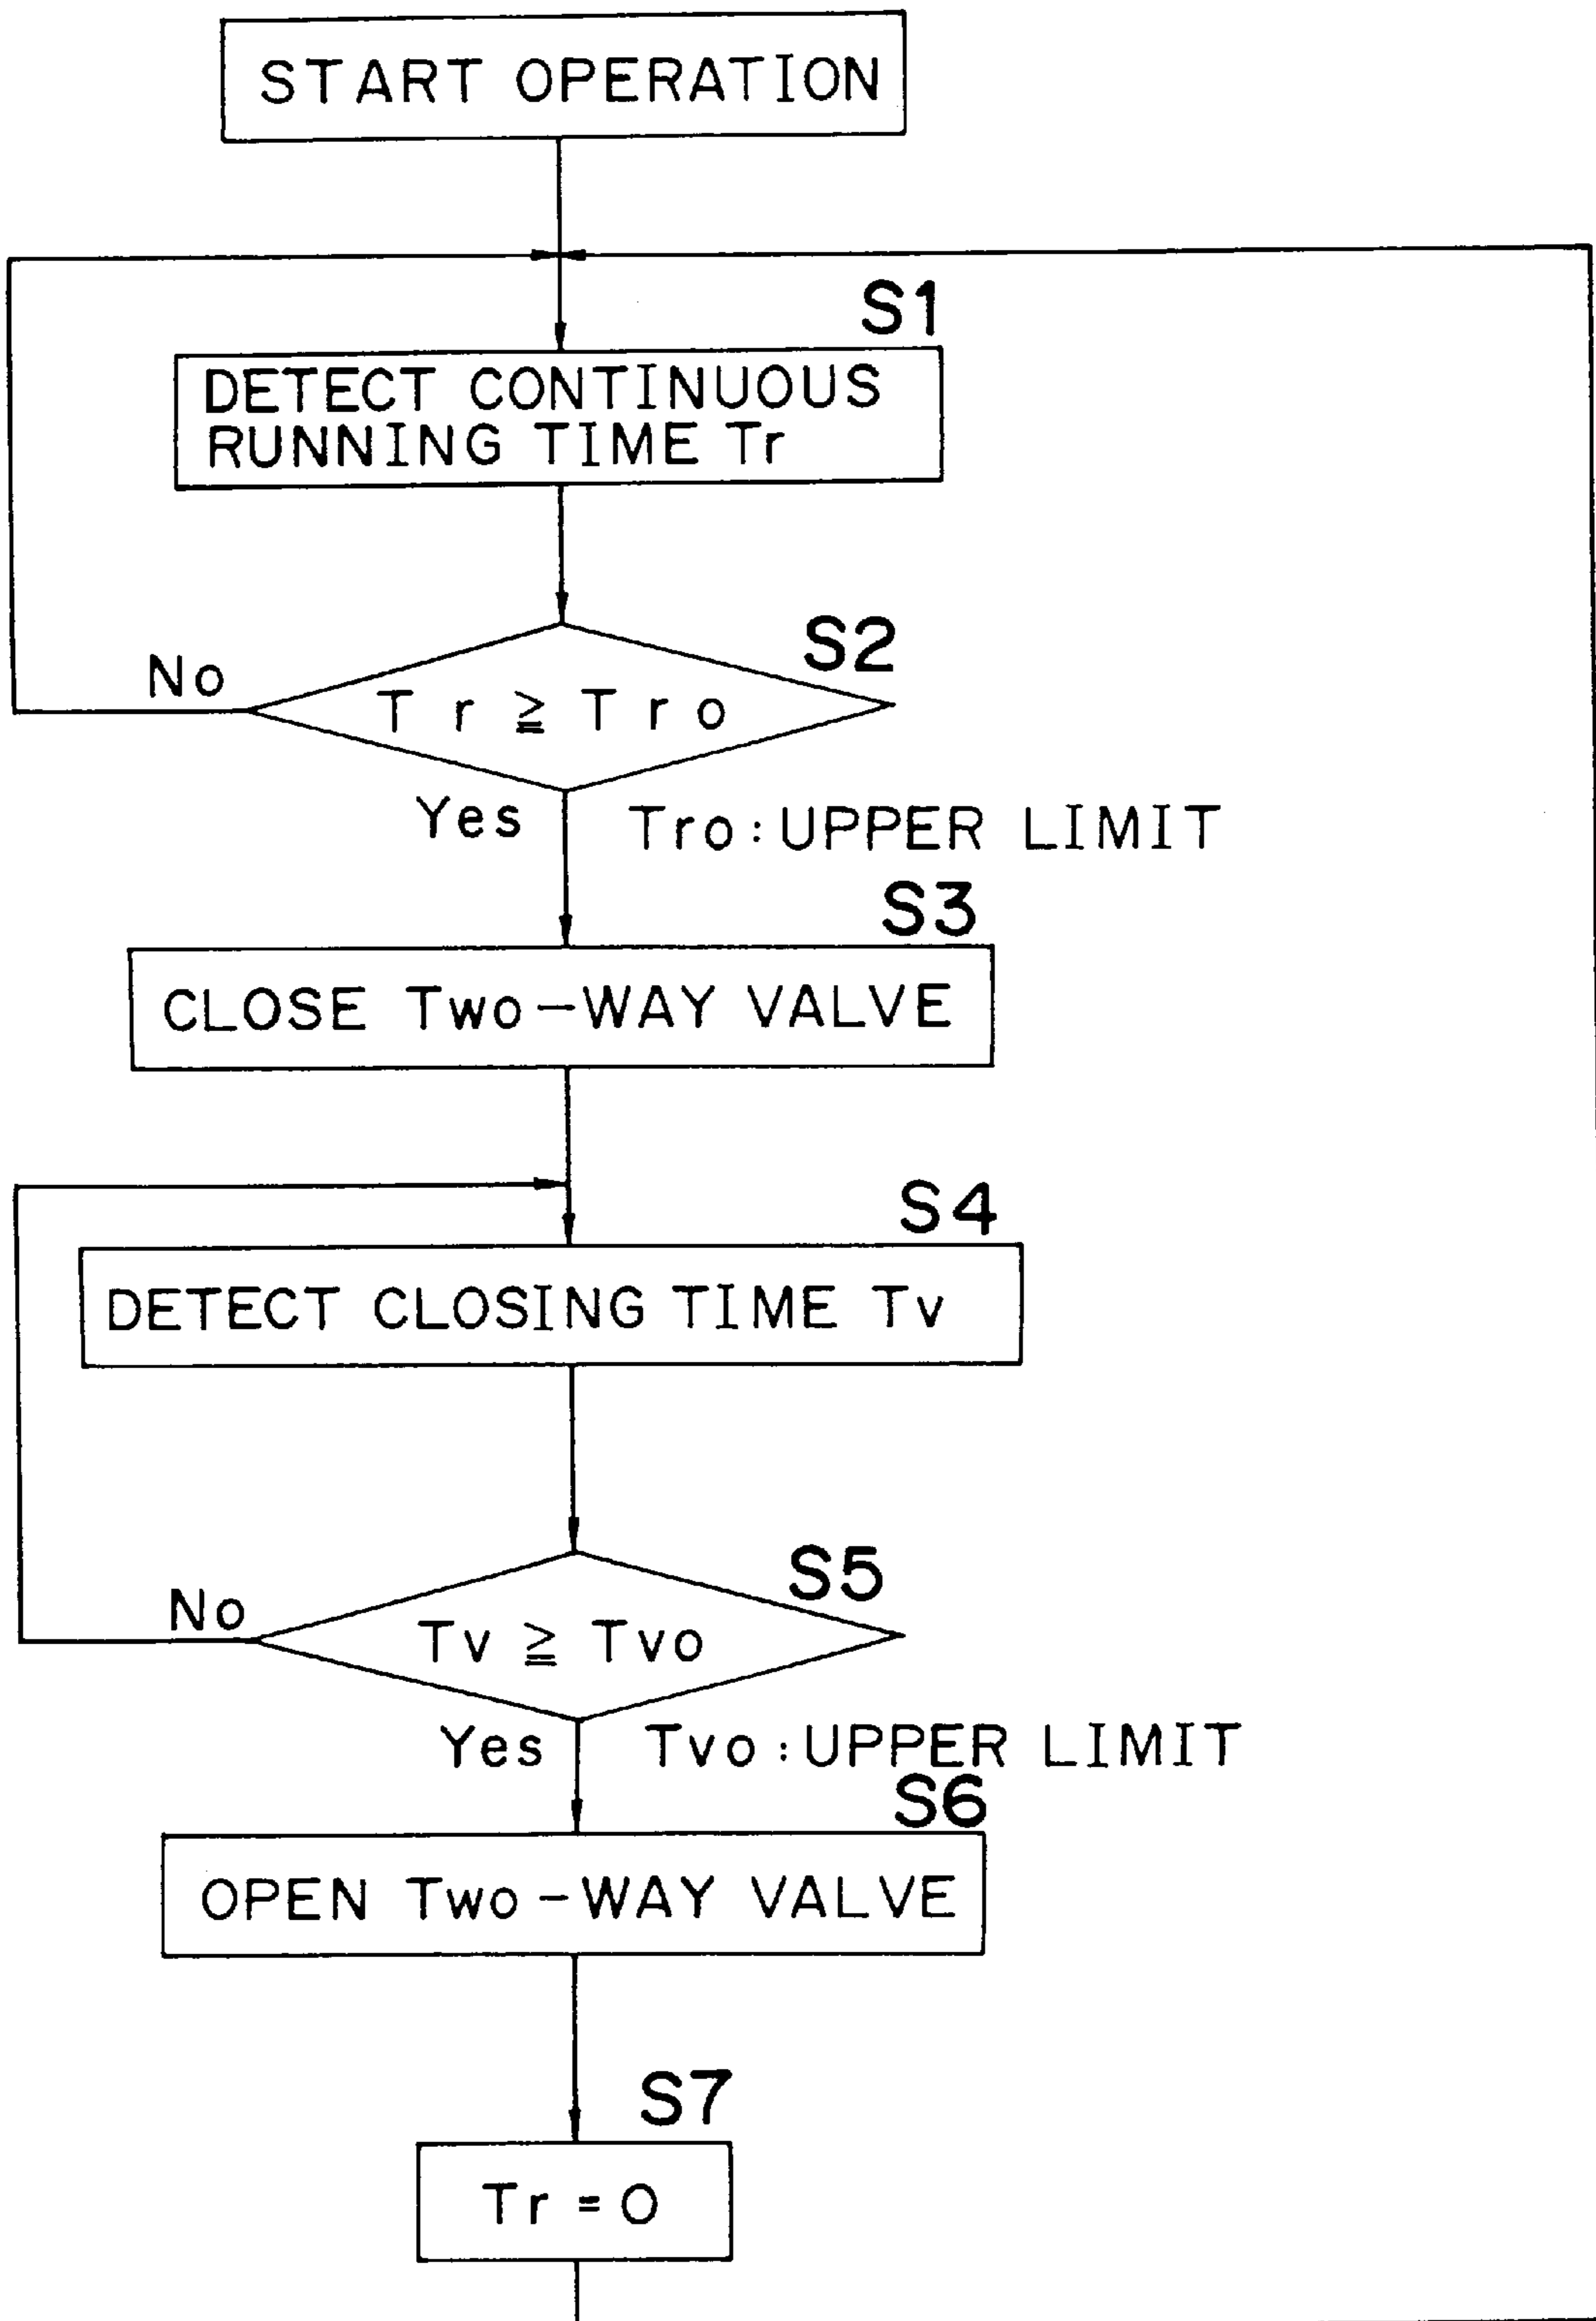 START OPERATION
S1
DETECT CONTINUOUS
RUNNING TIME Tr
S2
No
Tr ≧ Tro
Yes
Tro : UPPER LIMIT
S3
CLOSE Two-WAY VALVE
S4
DETECT CLOSING TIME Tv
S5
No
Tv ≧ Tvo
Yes
Tvo : UPPER LIMIT
S6
OPEN Two-WAY VALVE
S7
Tr = 0